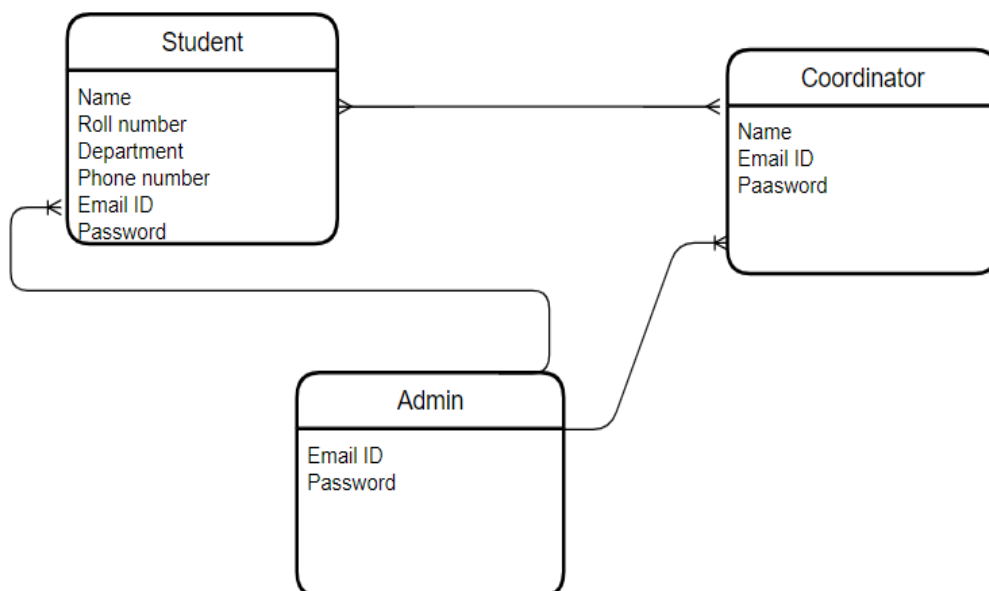 Student
Name
Roll number
Department
Phone number
Email ID
Password
Coordinator
Name
Email ID
Paasword
Admin
Email ID
Password